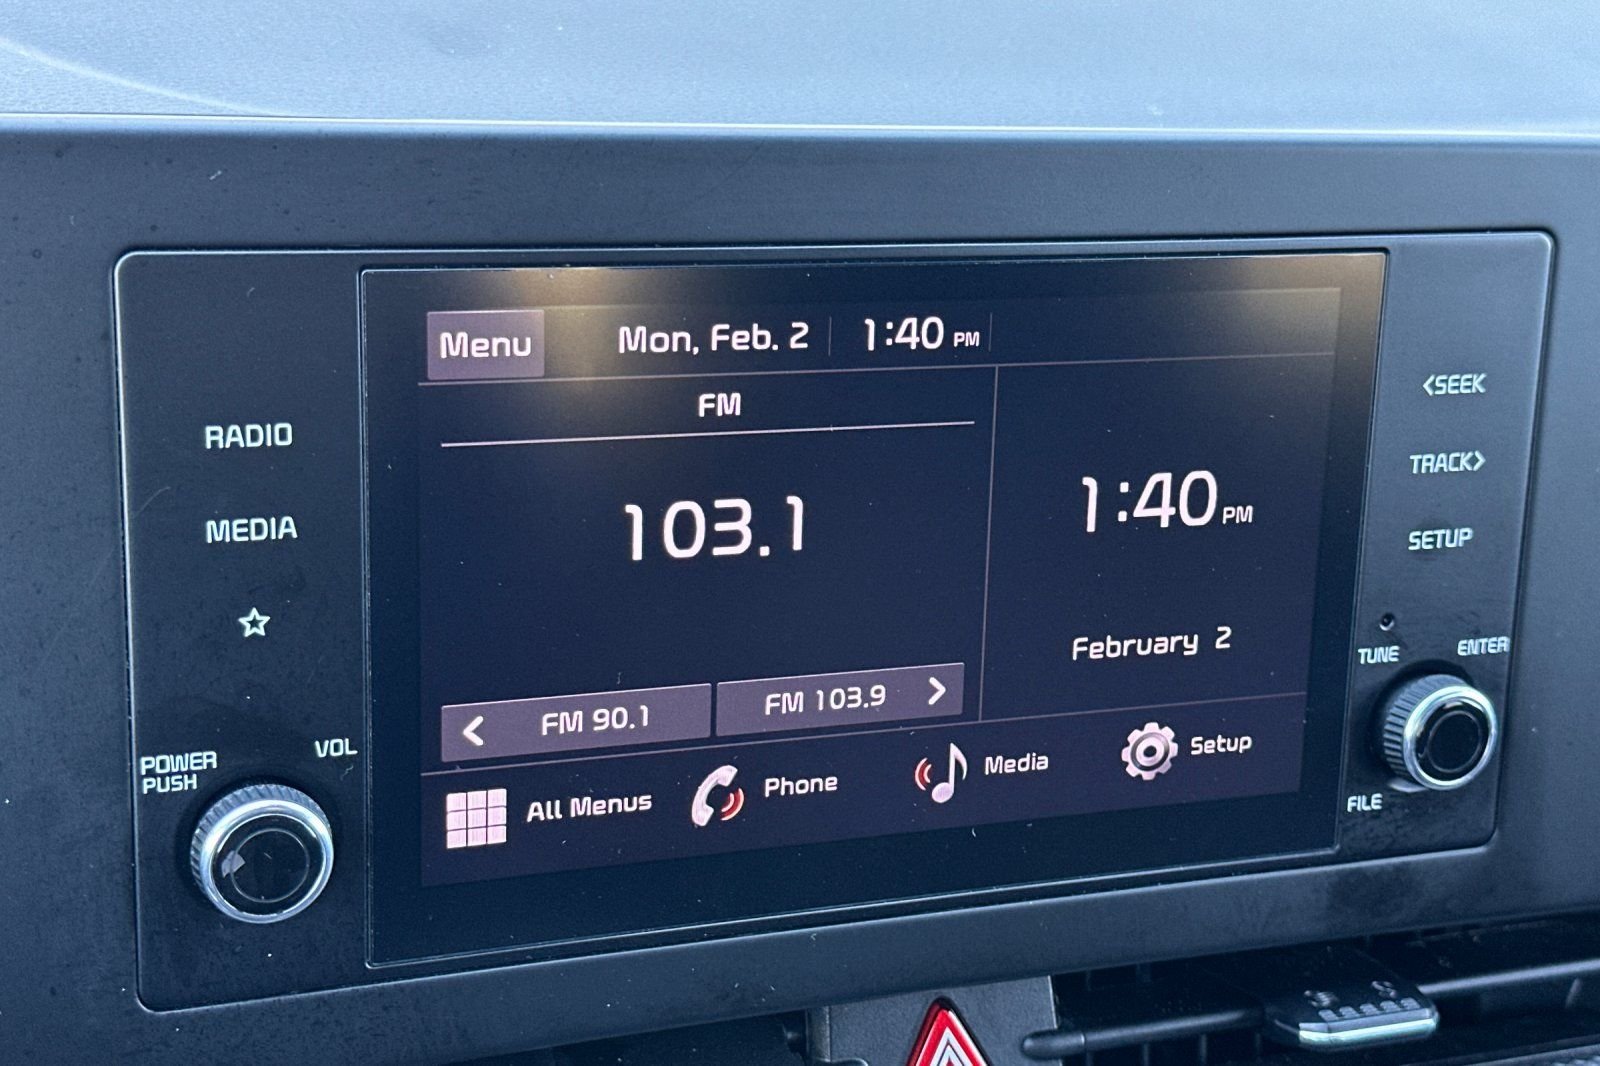 Menu Mon, Feb. 2 1:40 PM
FM
103.1
1:40 PM
February 2
FM 90.1
FM 103.9
All Menus
Phone
Media
Setup
RADIO
MEDIA
POWER
PUSH
VOL
<SEEK
TRACK>
SETUP
TUNE
ENTER
FILE